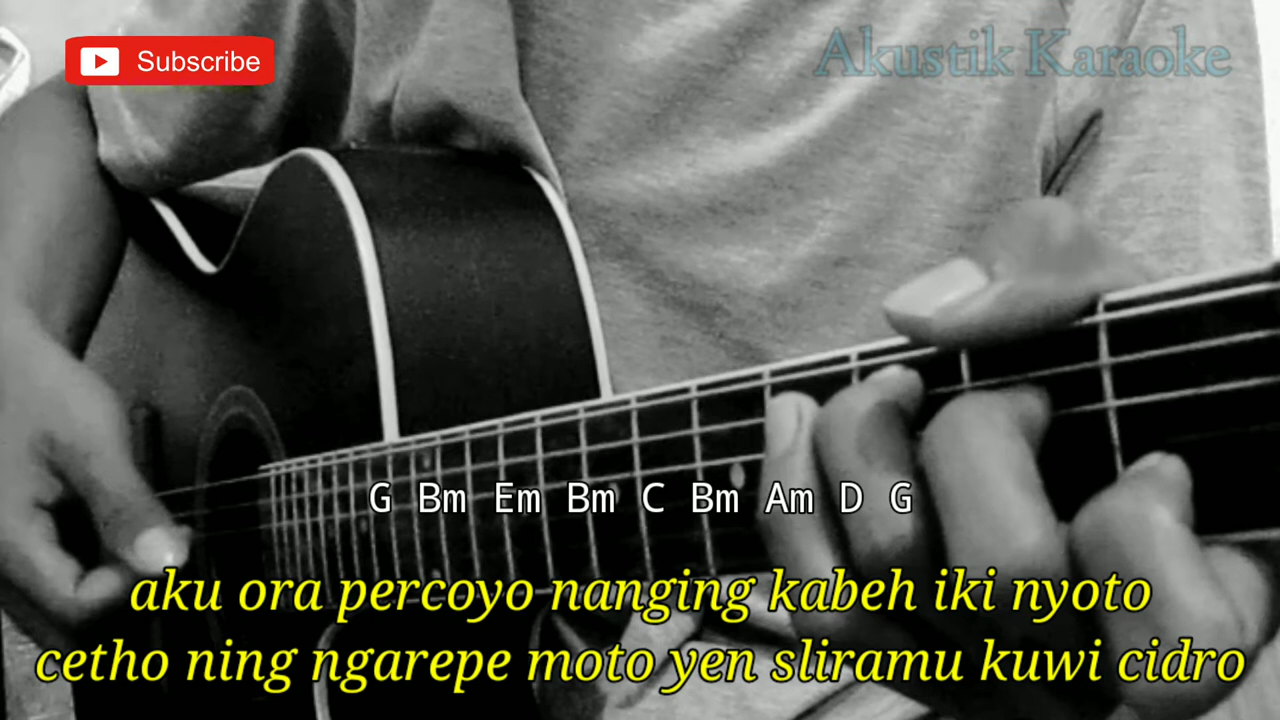 Subscribe
Akustik Karaoke
G Bm Em Bm C Bm Am D G
aku ora percoyo nanging kabeh iki nyoto
cetho ning ngarepe moto yen sliramu kuwi cidro